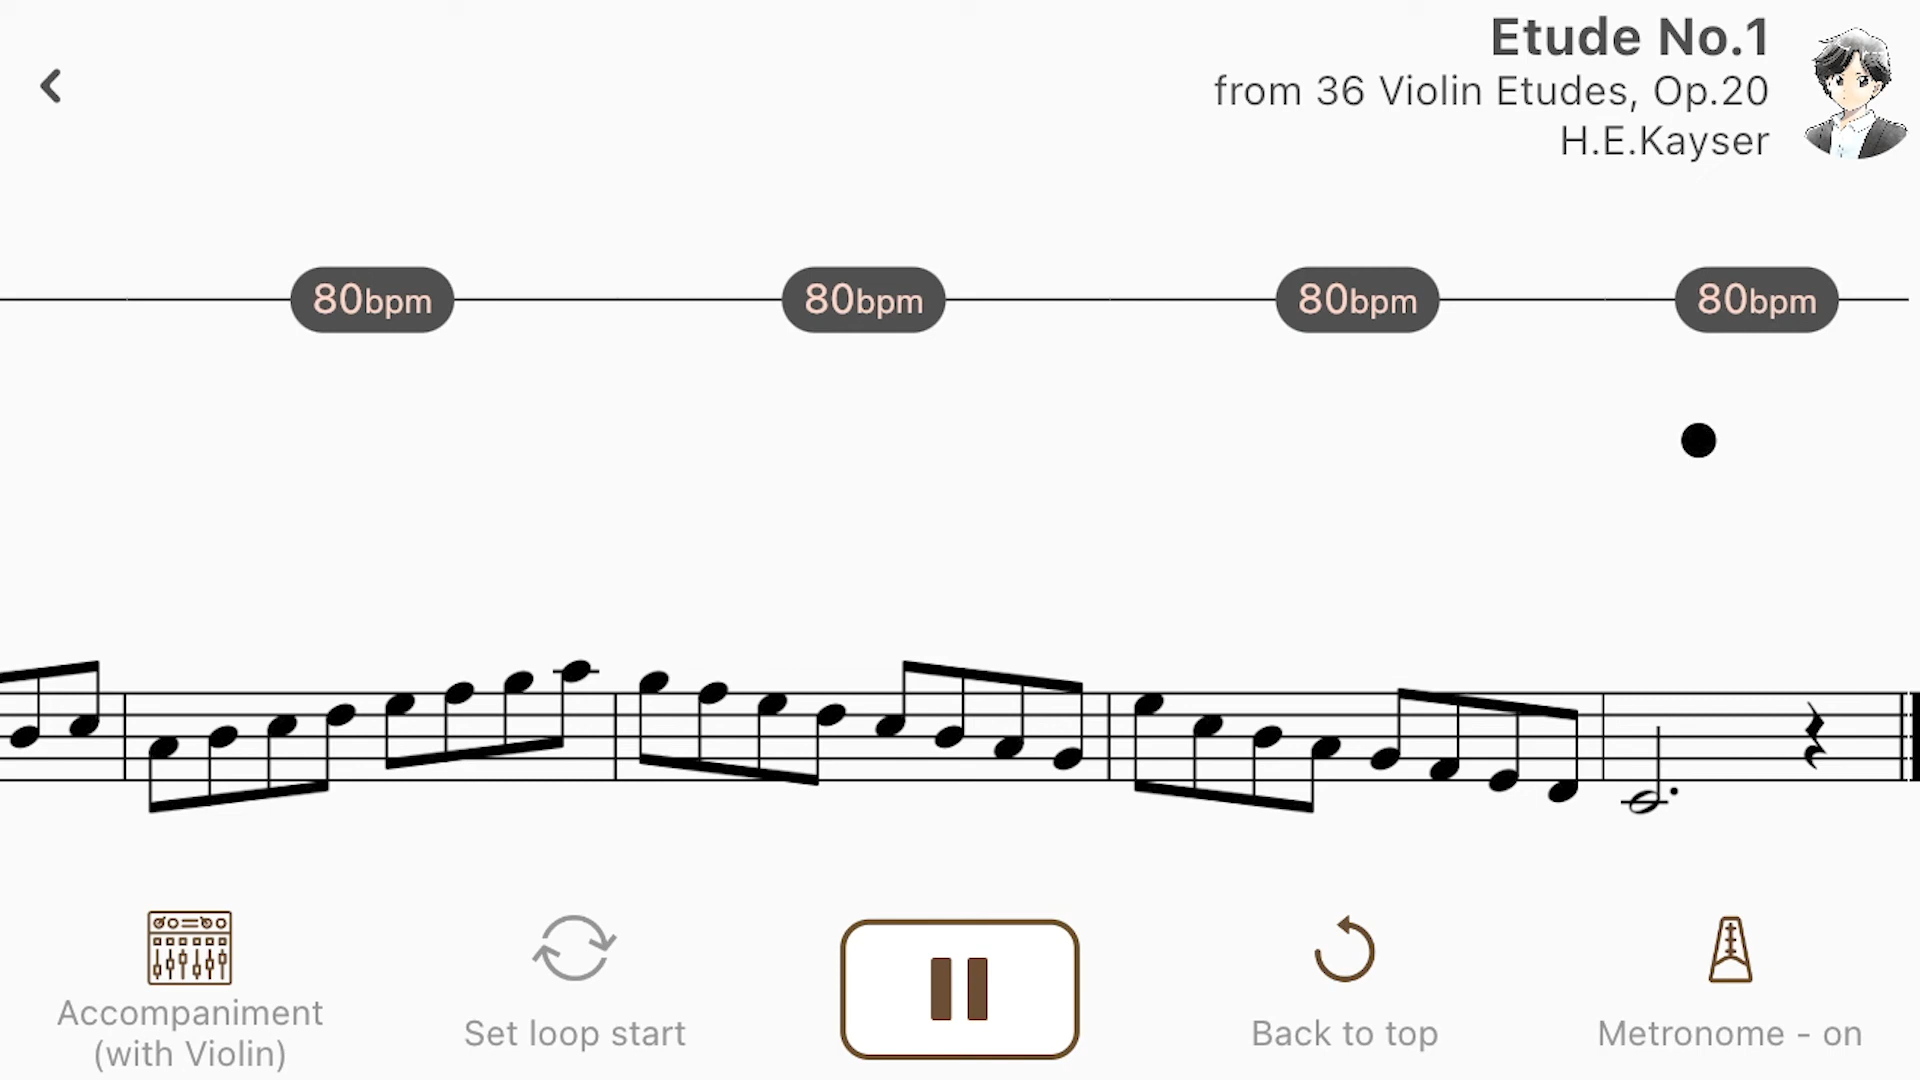 Etude No.1
from 36 Violin Etudes, Op.20
H.E.Kayser
80bpm 80bpm 80bpm 80bpm
Accompaniment
(with Violin)
Set loop start
Back to top
Metronome - on